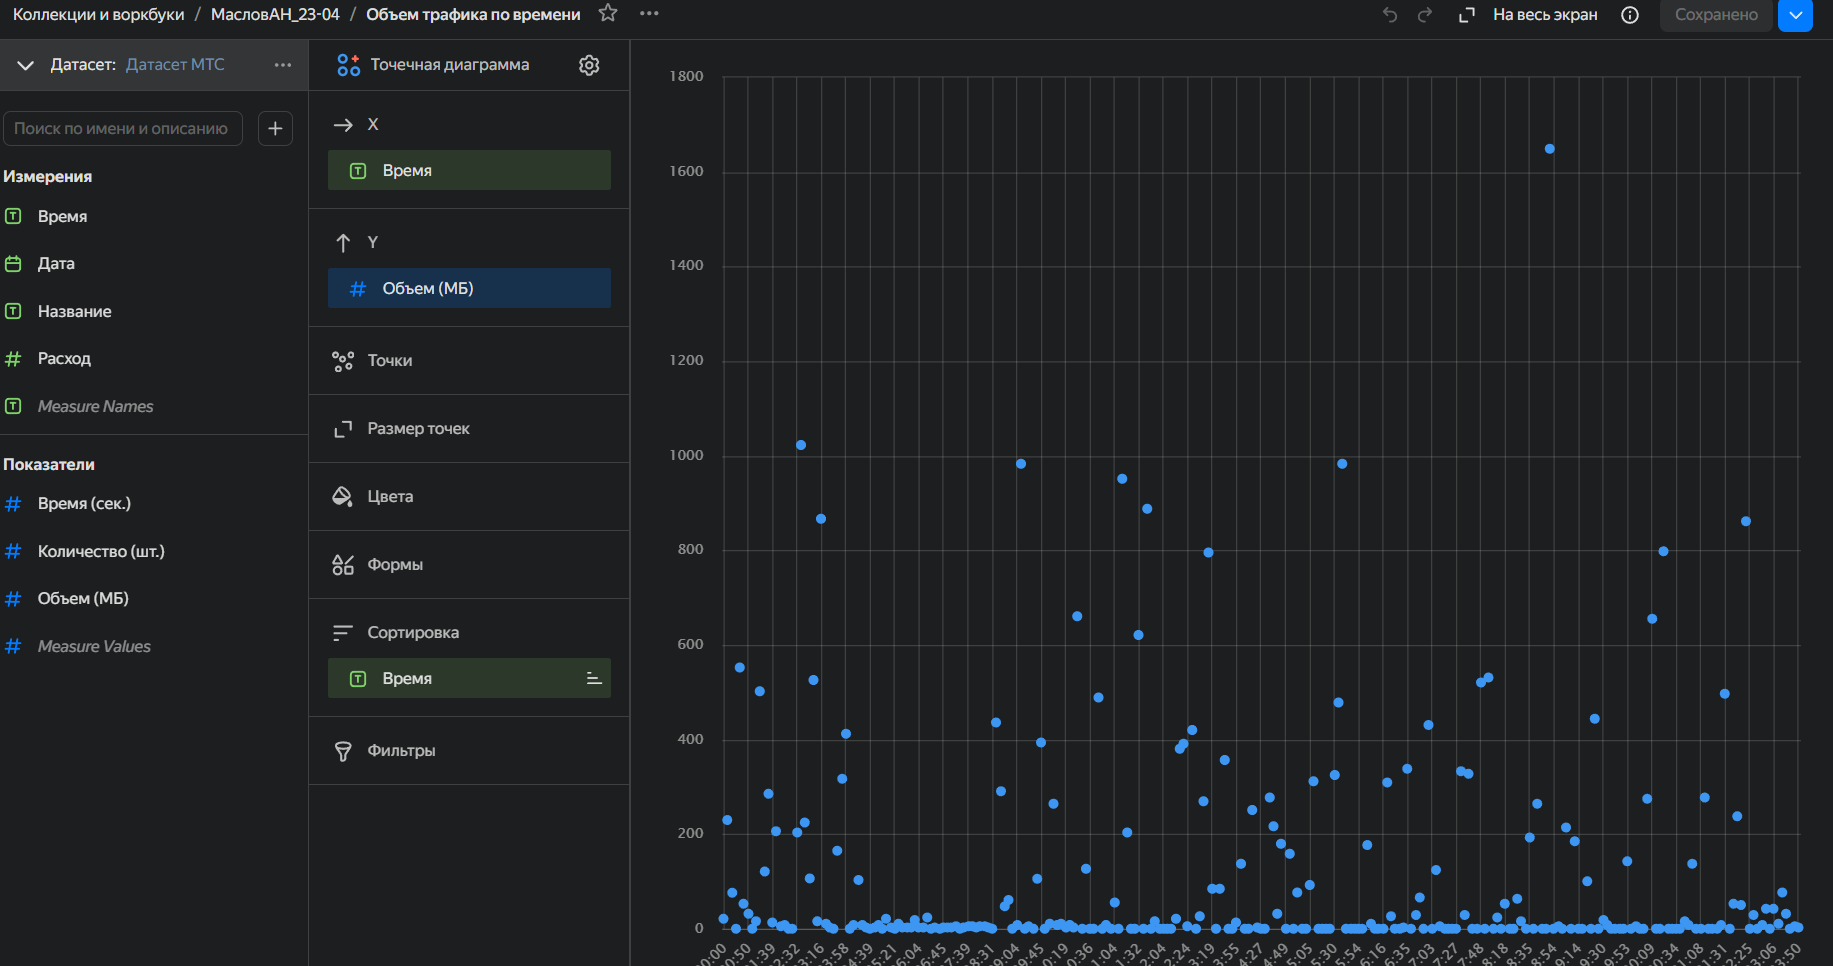 Коллекции и воркбуки / МасловАН_23-04 / Объем трафика по времени
На весь экран
Сохранено
Датасет: Датасет МТС
Поиск по имени и описанию
Измерения
Время
Дата
Название
Расход
Measure Names
Показатели
Время (сек.)
Количество (шт.)
Объем (МБ)
Measure Values
Точечная диаграмма
X
Время
Y
Объем (МБ)
Точки
Размер точек
Цвета
Формы
Сортировка
Время
Фильтры
1800
1600
1400
1200
1000
800
600
400
200
0